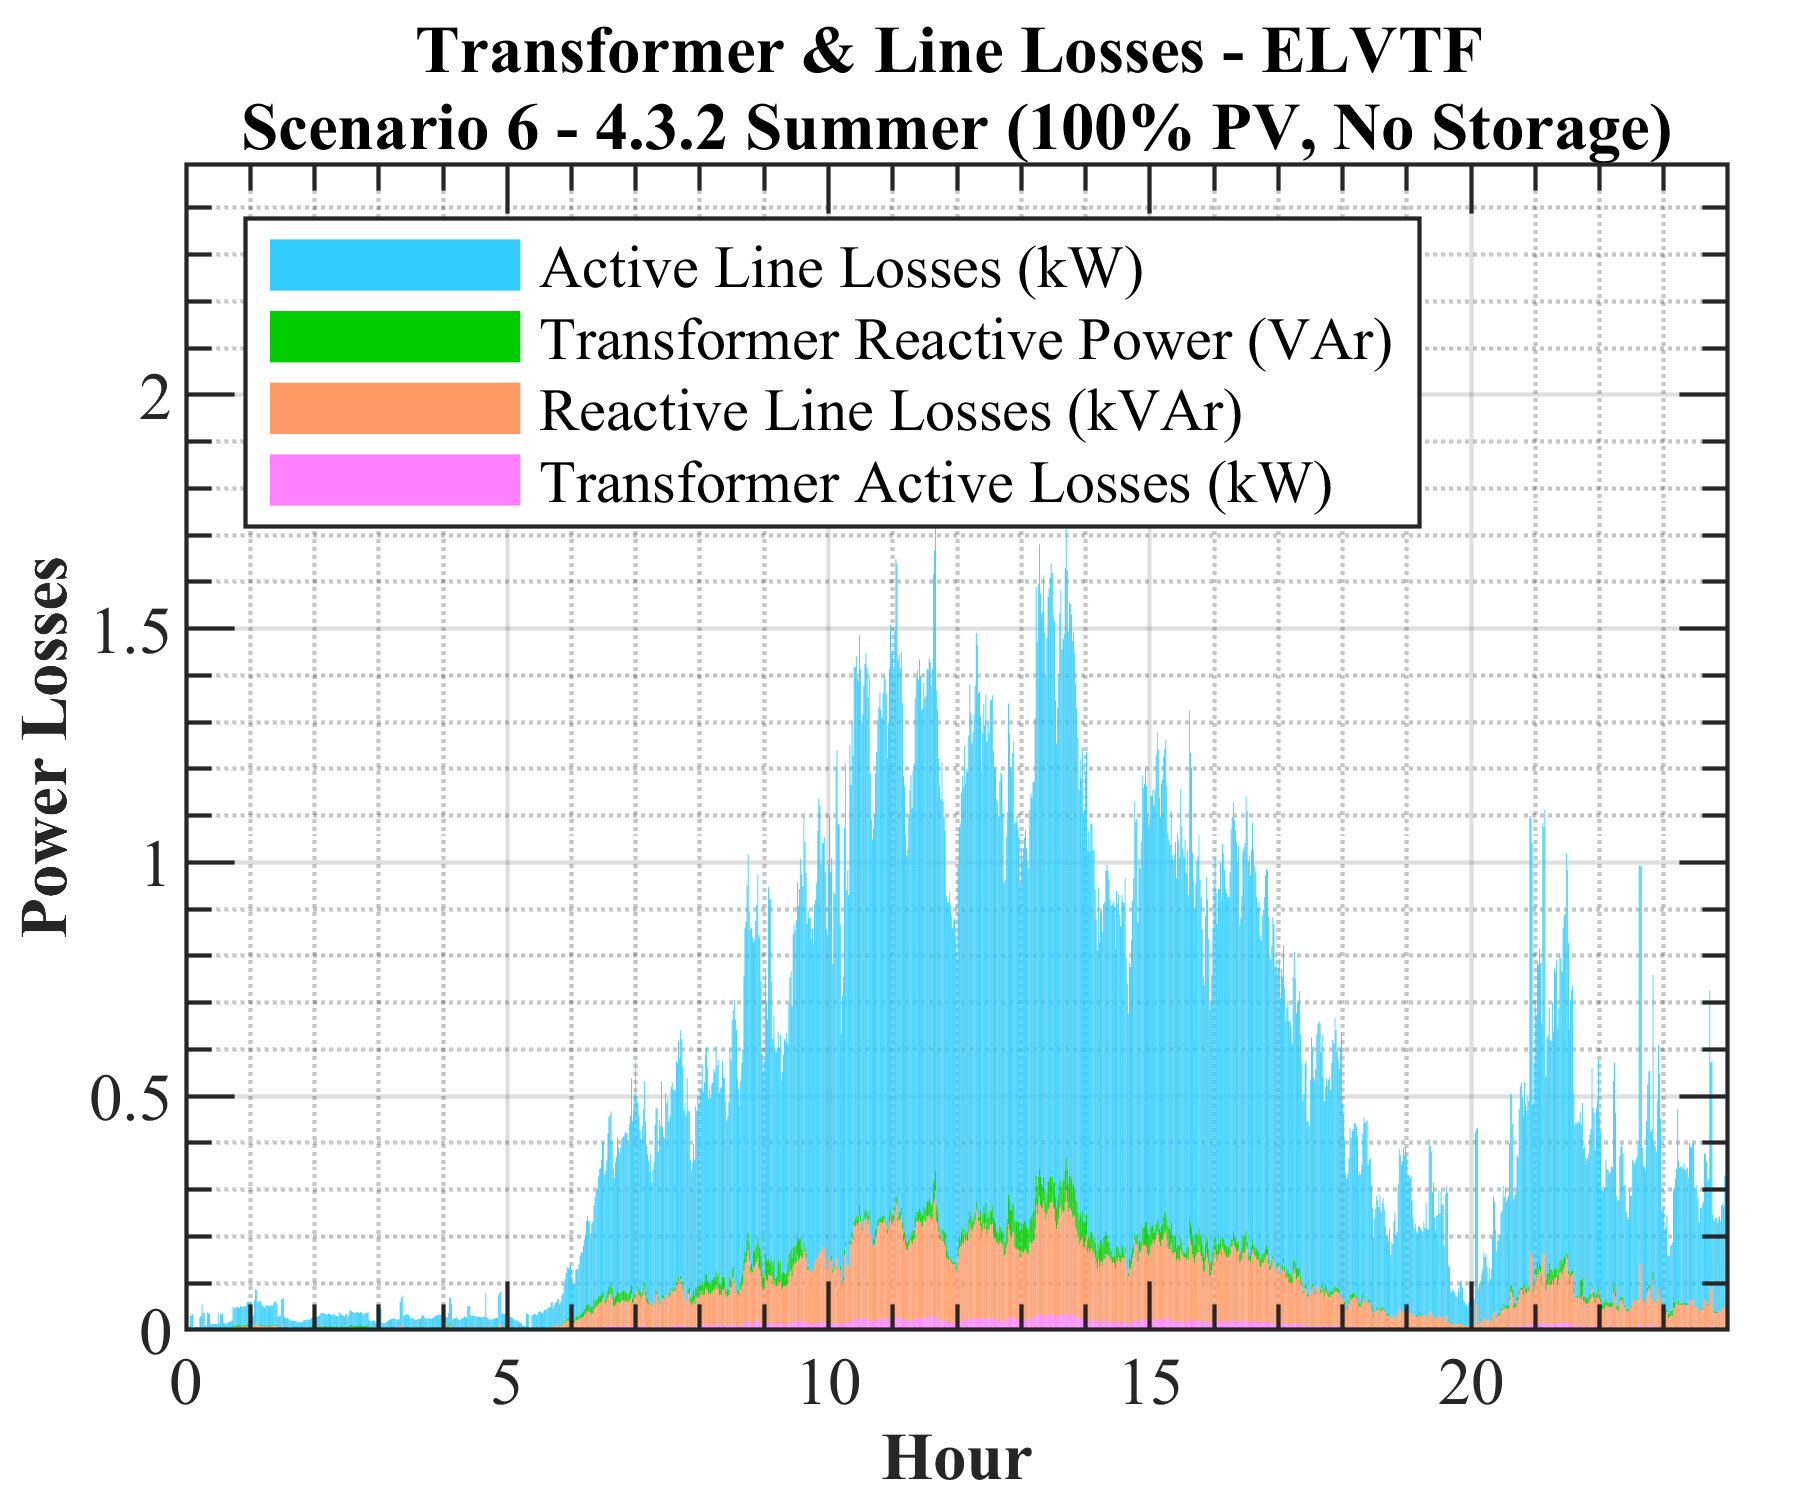 Transformer & Line Losses - ELVTF
Scenario 6 - 4.3.2 Summer (100% PV, No Storage)
Active Line Losses (kW)
Transformer Reactive Power (VAr)
Reactive Line Losses (kVAr)
Transformer Active Losses (kW)
Power Losses
2
1.5
1
0.5
0
0
5
10
15
20
Hour